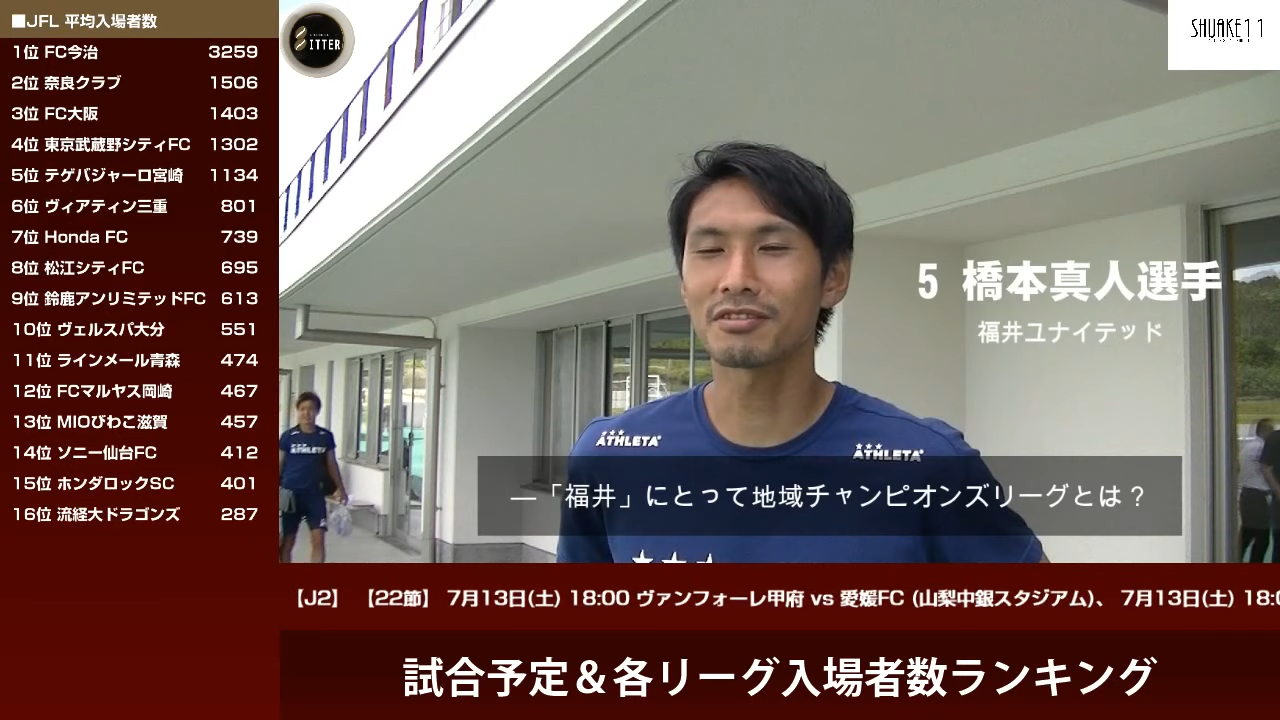 ■JFL 平均入場者数
1位 FC今治 3259
2位 奈良クラブ 1506
3位 FC大阪 1403
4位 東京武蔵野シティFC 1302
5位 テゲバジャーロ宮崎 1134
6位 ヴィアティン三重 801
7位 Honda FC 739
8位 松江シティFC 695
9位 鈴鹿アンリミテッドFC 613
10位 ヴェルスパ大分 551
11位 ラインメール青森 474
12位 FCマルヤス岡崎 467
13位 MIOびわこ滋賀 457
14位 ソニー仙台FC 412
15位 ホンダロックSC 401
16位 流経大ドラゴンズ 287
ITTER
SHUAKE11
5 橋本真人選手
福井ユナイテッド
ATHLETA
ATHLETA
ATHLETA
―「福井」にとって地域チャンピオンズリーグとは？
【J2】 【22節】 7月13日(土) 18:00 ヴァンフォーレ甲府 vs 愛媛FC (山梨中銀スタジアム)、 7月13日(土) 18:0
試合予定＆各リーグ入場者数ランキング